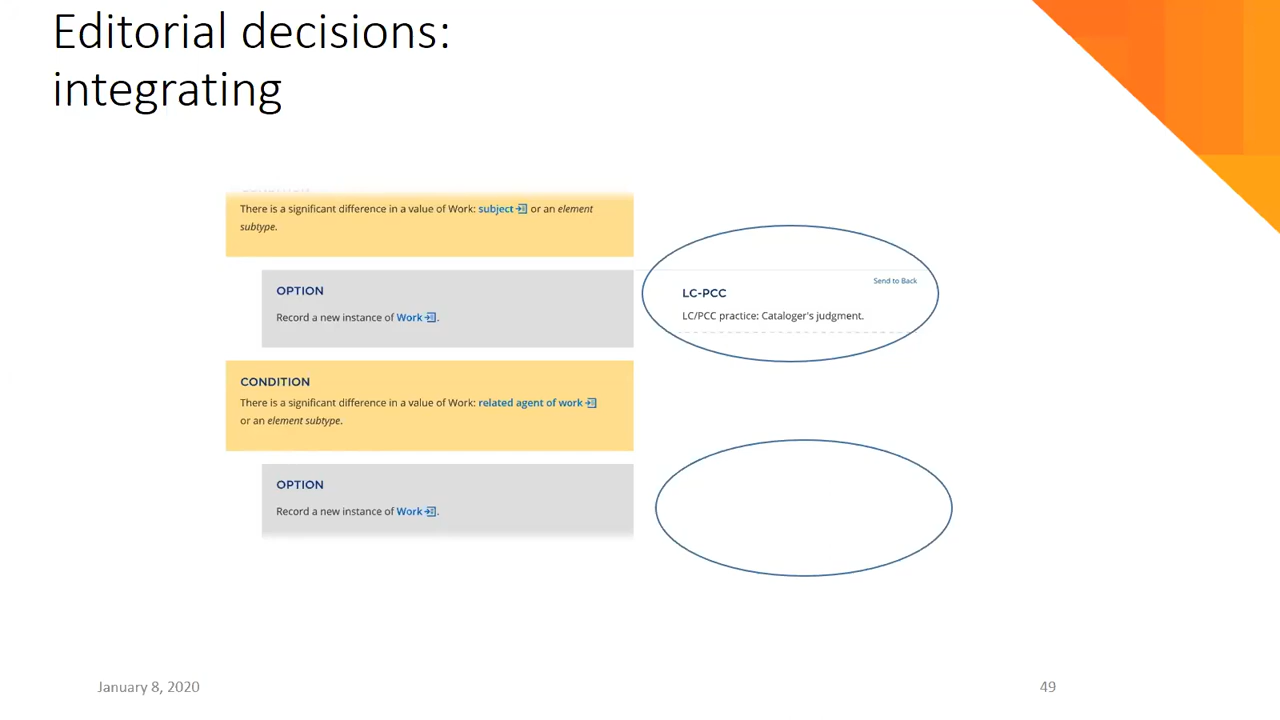 Editorial decisions:
integrating
There is a significant difference in a value of Work: subject or an element
subtype.
OPTION
Record a new instance of Work.
Send to Back
LC-PCC
LC/PCC practice: Cataloger's judgment.
CONDITION
There is a significant difference in a value of Work: related agent of work
or an element subtype.
OPTION
Record a new instance of Work.
January 8, 2020
49